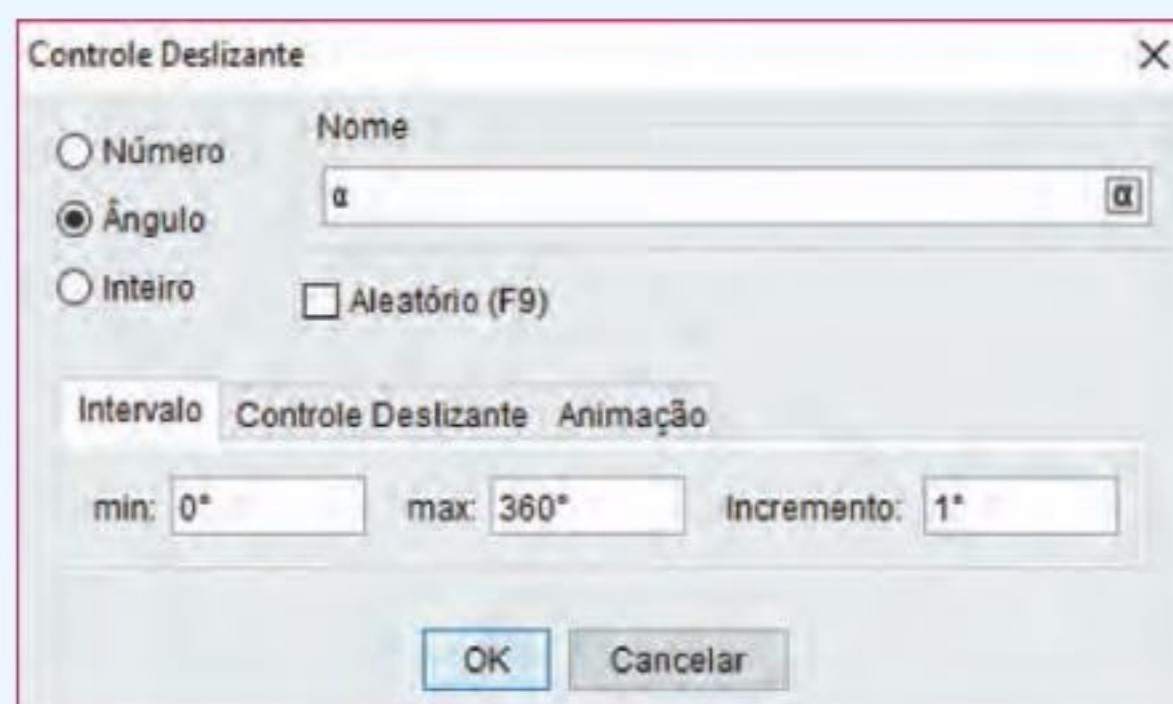 Controle Deslizante
Número
Nome
α
α
Ângulo
Inteiro
Aleatório (F9)
Intervalo Controle Deslizante Animação
min: 0° max: 360° Incremento: 1°
OK Cancelar